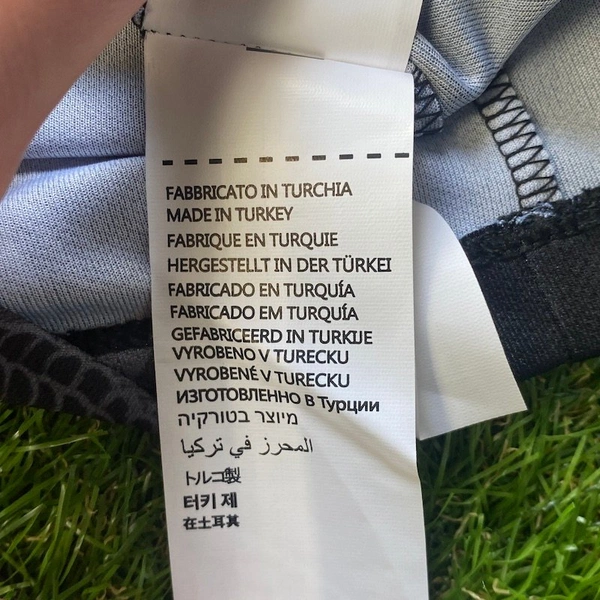 FABBRICATO IN TURCHIA
MADE IN TURKEY
FABRIQUE EN TURQUIE
HERGESTELLT IN DER TÜRKEI
FABRICADO EN TURQUÍA
FABRICADO EM TURQUÍA
GEFABRICEERD IN TURKIJE
VYROBENO V TURECKU
VYROBENÉ V TURECKU
ИЗГОТОВЛЕННО В Турции
מיוצר בטורקיה
المحرز في تركيا
トルコ製
터키 제
在土耳其